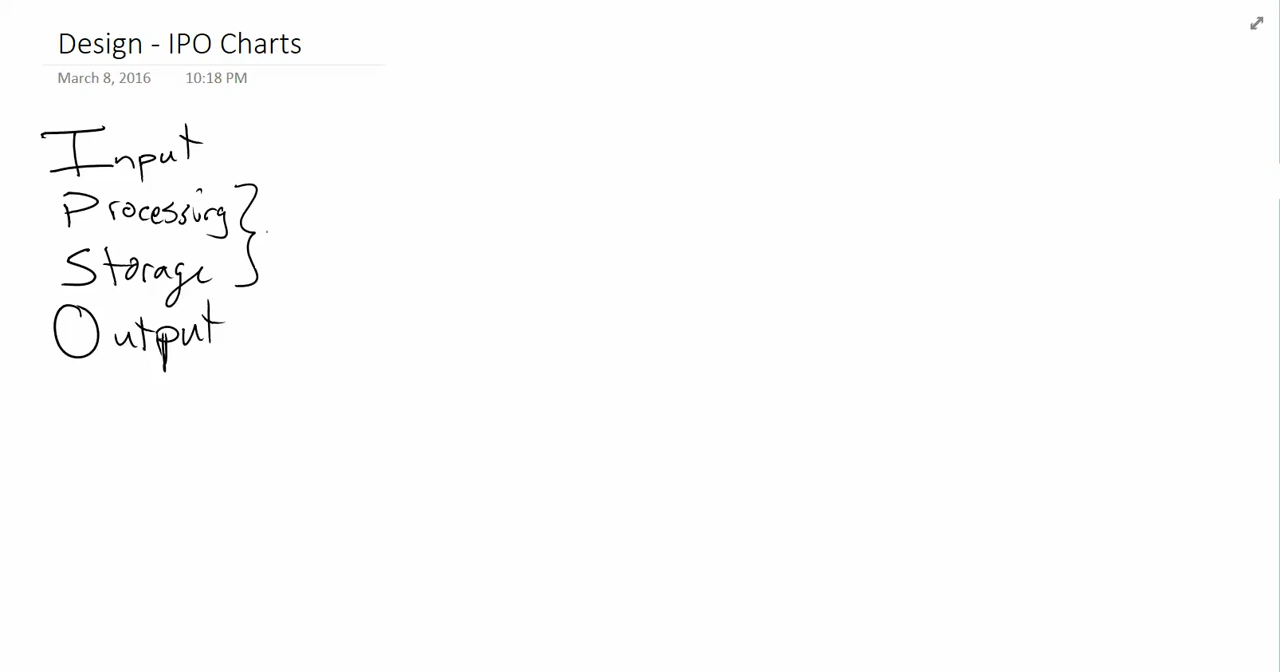 Design - IPO Charts
March 8, 2016 10:18 PM
Input
Processing
Storage
Output